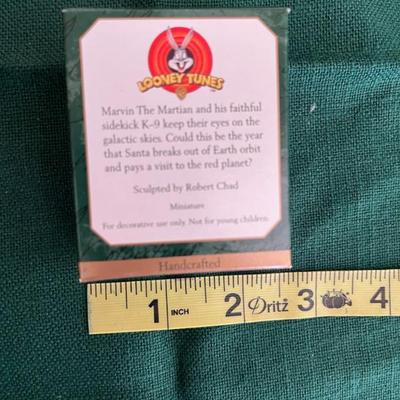 LOONEY TUNES
Marvin The Martian and his faithful
sidekick K-9 keep their eyes on the
galactic skies. Could this be the year
that Santa breaks out of Earth orbit
and pays a visit to the red planet?
Sculpted by Robert Chad
Miniature
For decorative use only. Not for young children.
Handcrafted
1 INCH 2 Dritz 3 4